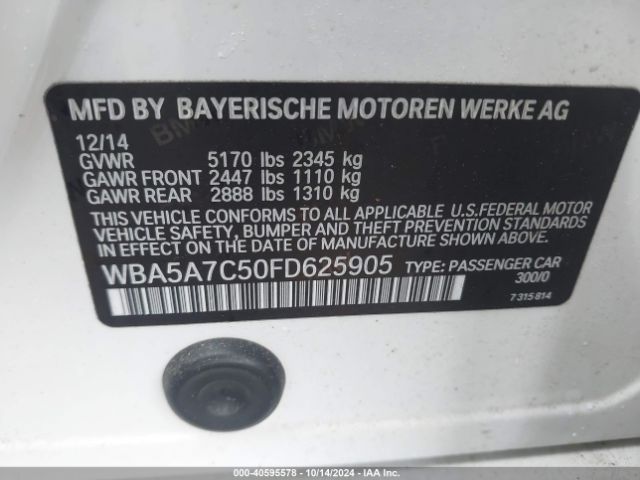 MFD BY BAYERISCHE MOTOREN WERKE AG
12/14
GVWR 5170 lbs 2345 kg
GAWR FRONT 2447 lbs 1110 kg
GAWR REAR 2888 lbs 1310 kg
THIS VEHICLE CONFORMS TO ALL APPLICABLE U.S.FEDERAL MOTOR
VEHICLE SAFETY, BUMPER AND THEFT PREVENTION STANDARDS
IN EFFECT ON THE DATE OF MANUFACTURE SHOWN ABOVE.
WBA5A7C50FD625905 TYPE: PASSENGER CAR
300/0
7 315 814
000-40595578 - 10/14/2024 - IAA Inc.